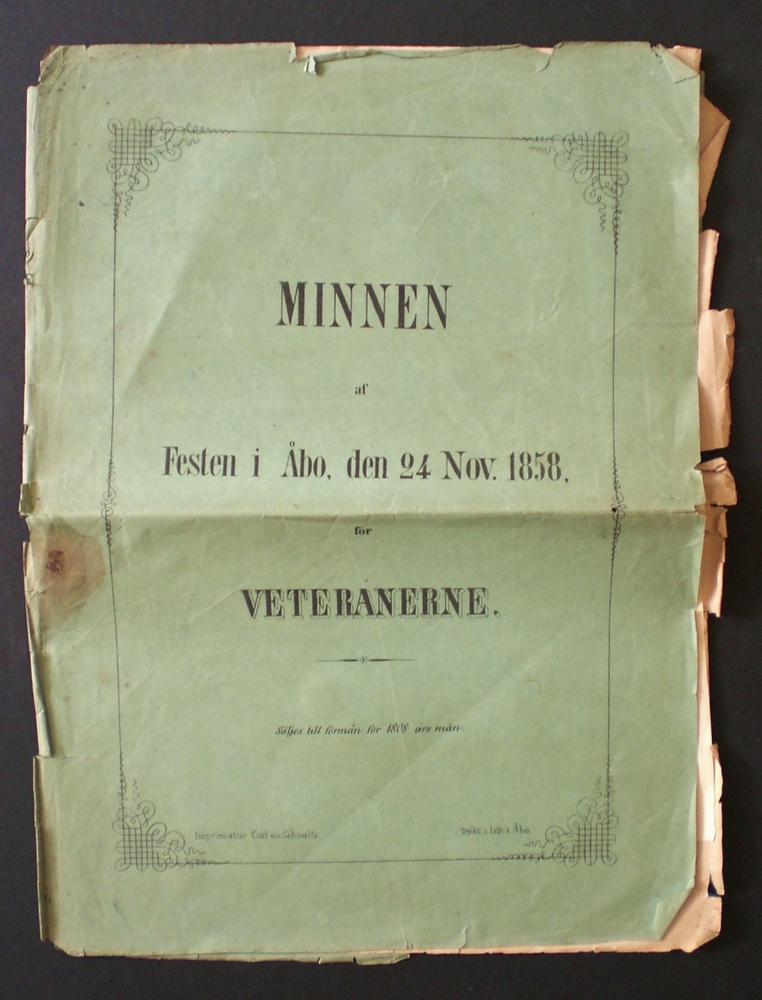 MINNEN
af
Festen i Åbo, den 24 Nov. 1858,
för
VETERANERNE.
Säljes till förmån för 1808 års män.
Imprimatur Carl von Schoultz
Tryckt å Lith. i Åbo